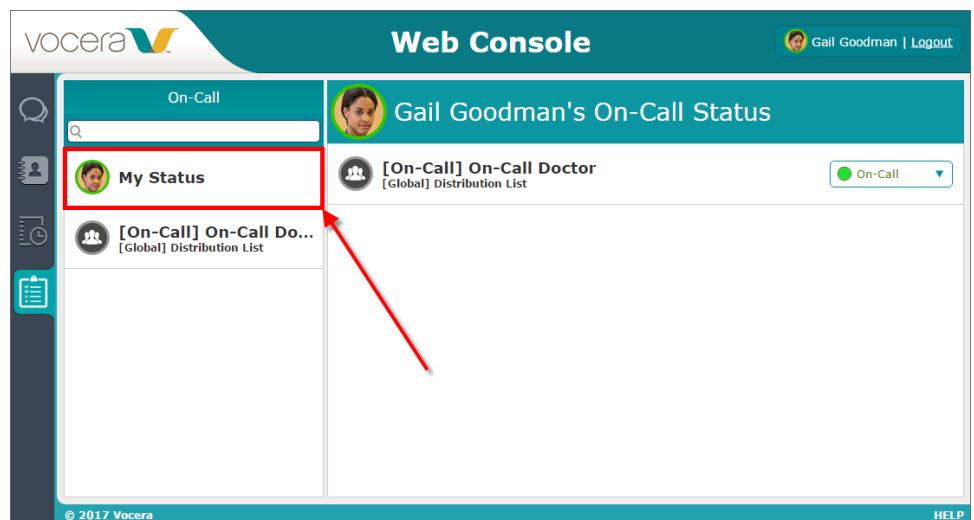 vocera
Web Console
Gail Goodman | Logout
On-Call
Gail Goodman's On-Call Status
My Status
[On-Call] On-Call Do...
[Global] Distribution List
[On-Call] On-Call Doctor
[Global] Distribution List
On-Call
© 2017 Vocera
HELP